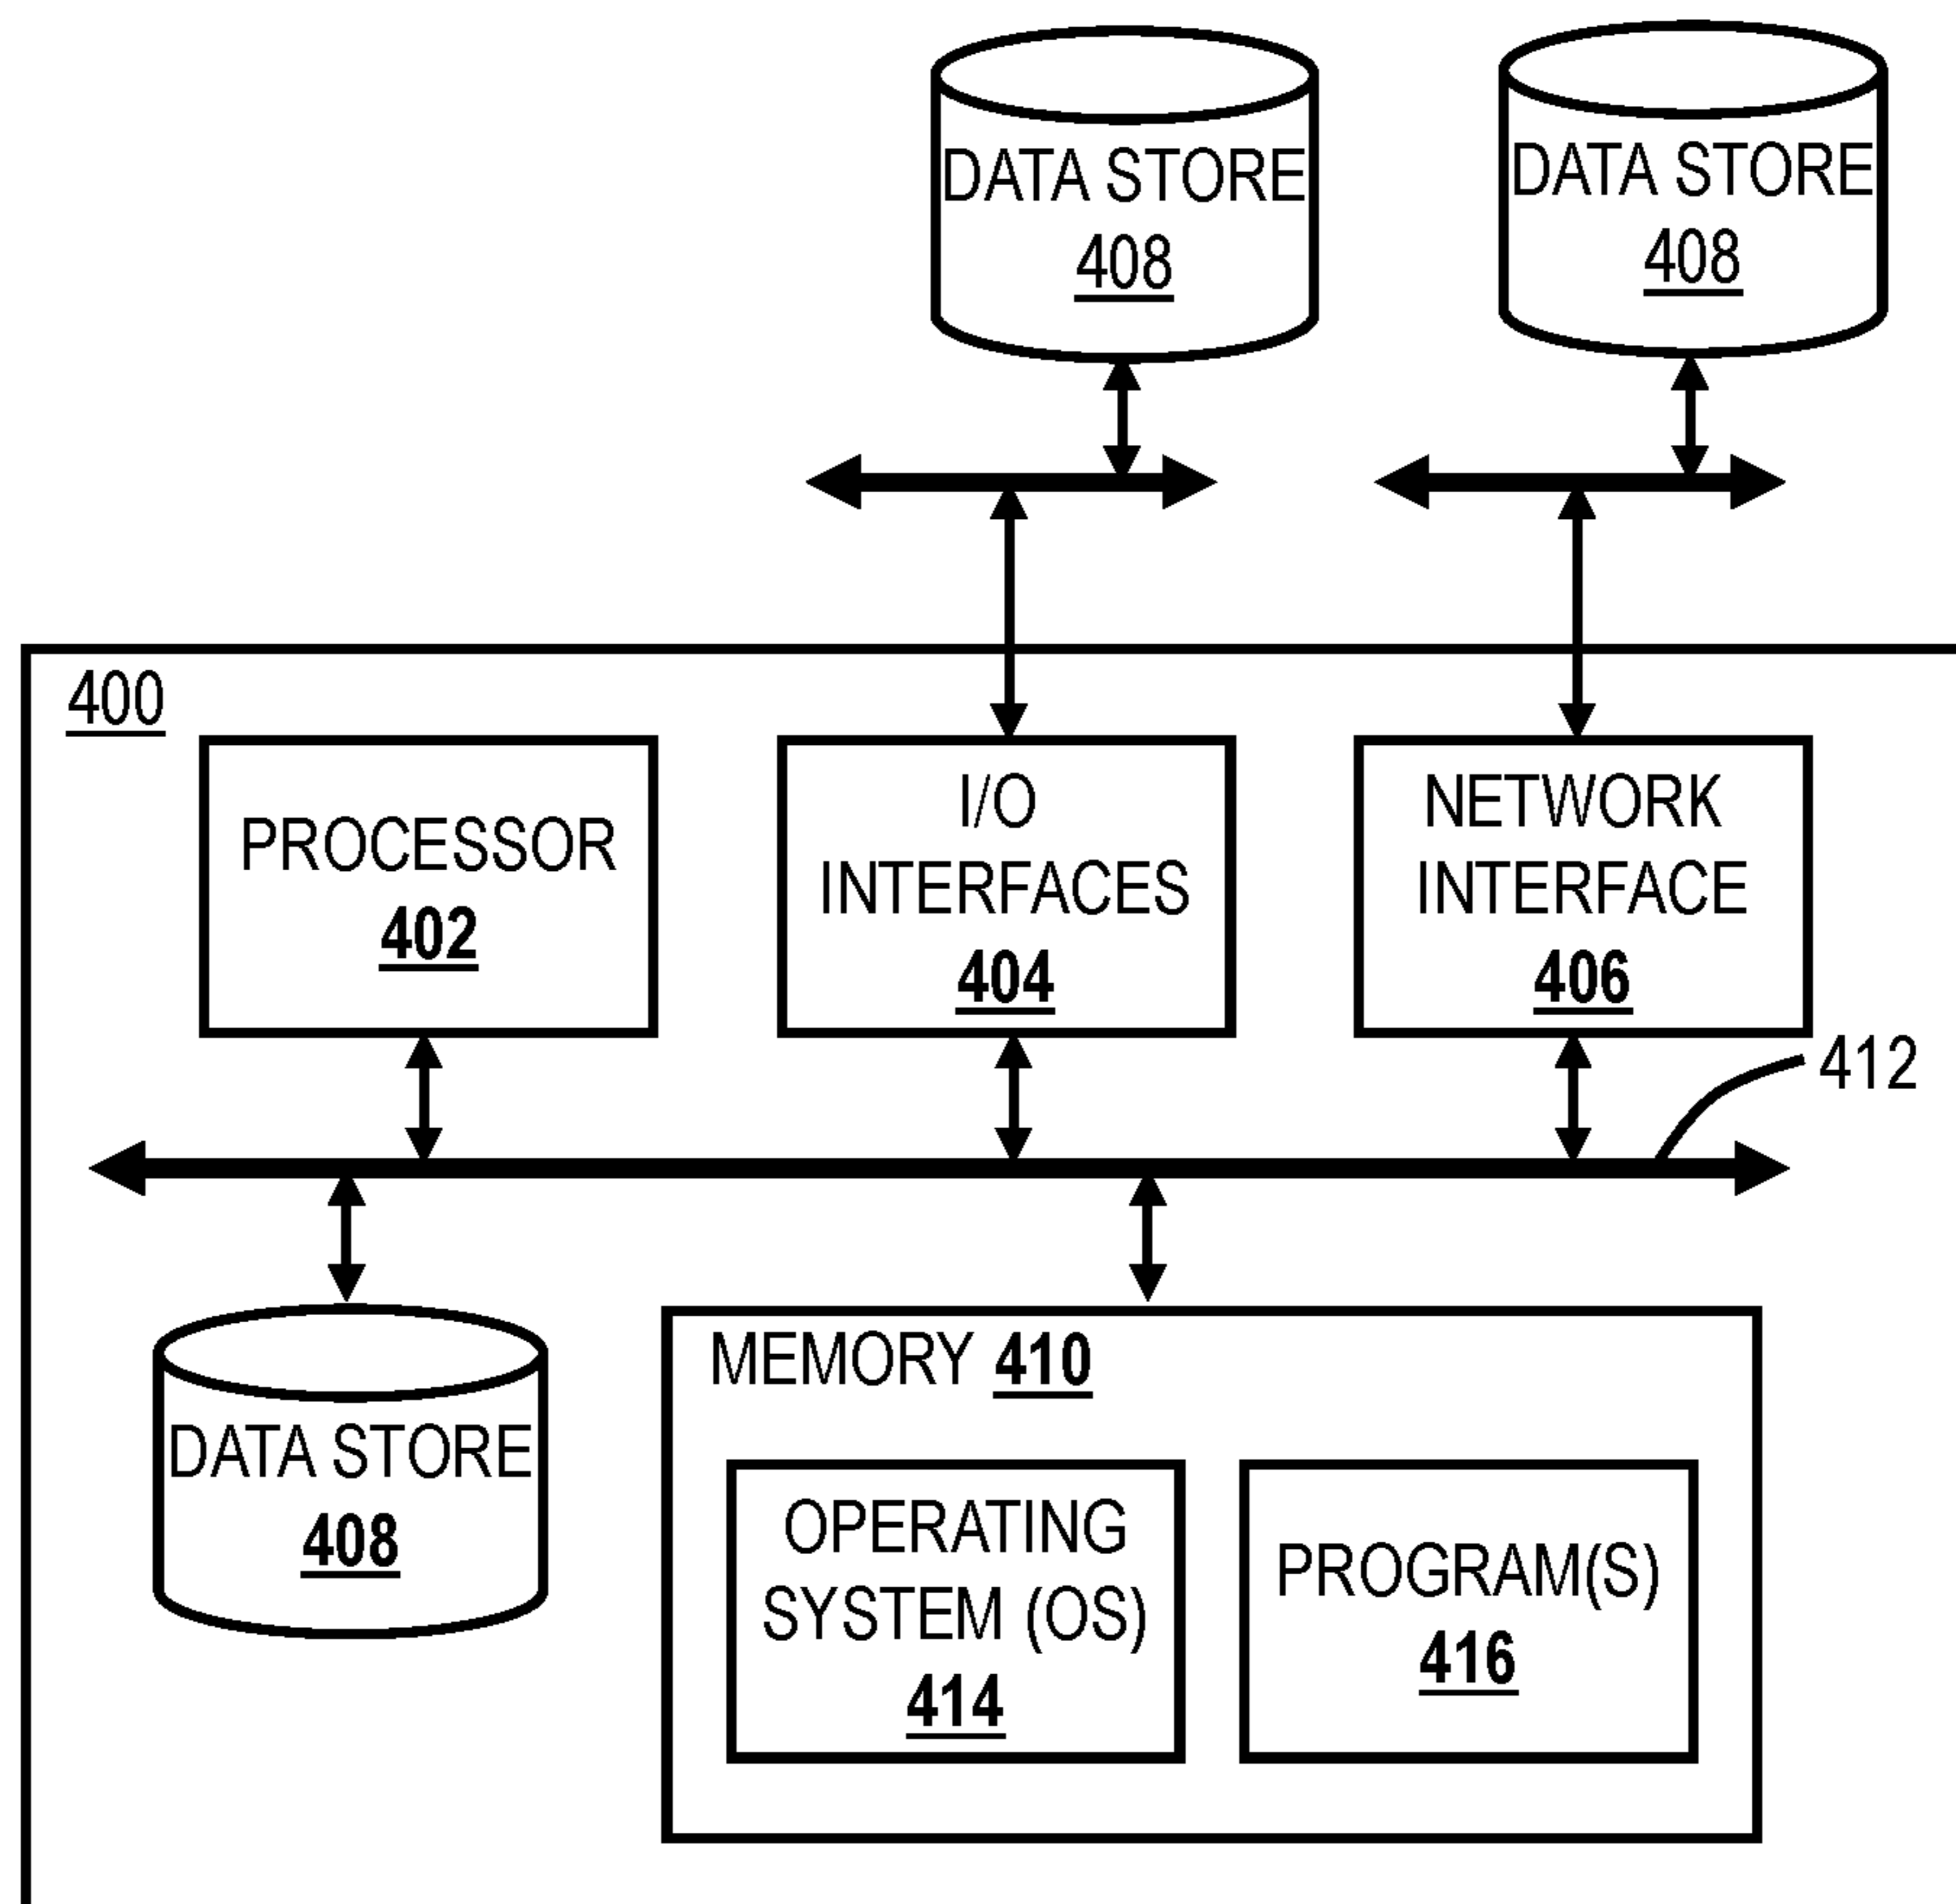 DATA STORE
408
DATA STORE
408
400
PROCESSOR
402
I/O
INTERFACES
404
NETWORK
INTERFACE
406
412
DATA STORE
408
MEMORY 410
OPERATING
SYSTEM (OS)
414
PROGRAM(S)
416